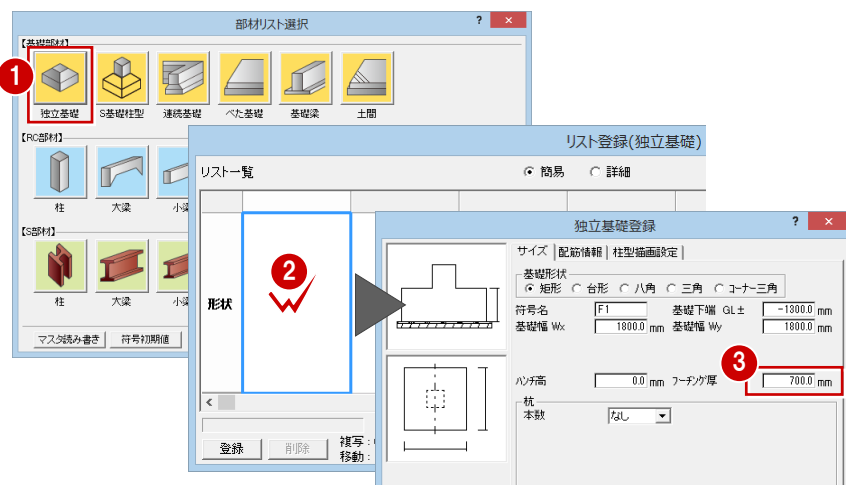 部材リスト選択
? ×
【基礎部材】
1
独立基礎 S基礎柱型 連続基礎 べた基礎 基礎梁 土間
【RC部材】
柱 大梁
【S部材】
柱 大梁
マスタ読み書き 符号初期値
リスト登録(独立基礎)
リスト一覧 簡易 詳細
形状
2
<
登録 削除
複写:
移動:
独立基礎登録
? ×
サイズ 配筋情報 柱型描画設定
基礎形状
矩形 台形 八角 三角 コーナー三角
符号名 F1 基礎下端 GL± -1300.0 mm
基礎幅 Wx 1800.0 mm 基礎幅 Wy 1800.0 mm
3
ハンチ高 0.0 mm フーチング厚 700.0 mm
杭
本数 なし